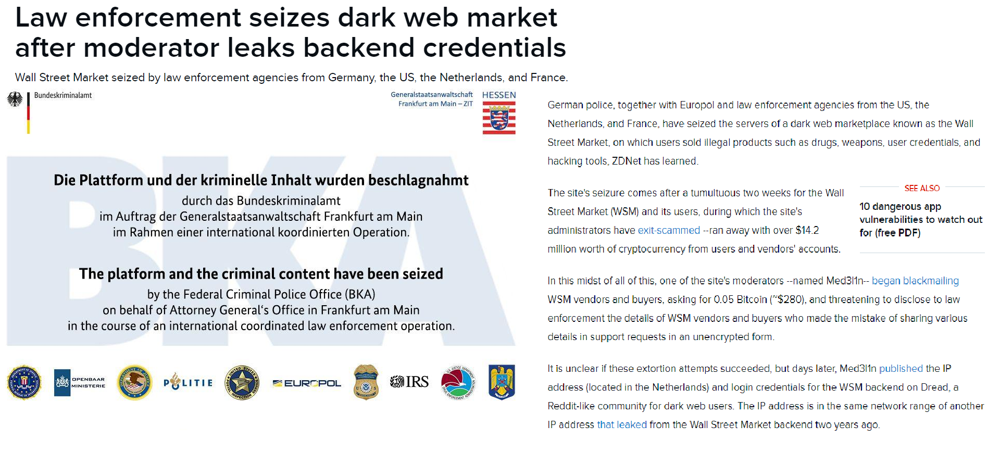 Law enforcement seizes dark web market
after moderator leaks backend credentials
Wall Street Market seized by law enforcement agencies from Germany, the US, the Netherlands, and France.
Bundeskriminalamt
Generalstaatsanwaltschaft
Frankfurt am Main – ZIT
HESSEN
BKA
Die Plattform und der kriminelle Inhalt wurden beschlagnahmt
durch das Bundeskriminalamt
im Auftrag der Generalstaatsanwaltschaft Frankfurt am Main
im Rahmen einer international koordinierten Operation.
The platform and the criminal content have been seized
by the Federal Criminal Police Office (BKA)
on behalf of Attorney General‘s Office in Frankfurt am Main
in the course of an international coordinated law enforcement operation.
OPENBAAR
MINISTERIE
POLITIE
UNITED STATES
POSTAL INSPECTION SERVICE
EUROPOL
IRS
German police, together with Europol and law enforcement agencies from the US, the
Netherlands, and France, have seized the servers of a dark web marketplace known as the Wall
Street Market, on which users sold illegal products such as drugs, weapons, user credentials, and
hacking tools, ZDNet has learned.
The site's seizure comes after a tumultuous two weeks for the Wall
Street Market (WSM) and its users, during which the site's
administrators have exit-scammed --ran away with over $14.2
million worth of cryptocurrency from users and vendors' accounts.
SEE ALSO
10 dangerous app
vulnerabilities to watch out
for (free PDF)
In this midst of all of this, one of the site's moderators --named Med3l1n-- began blackmailing
WSM vendors and buyers, asking for 0.05 Bitcoin (~$280), and threatening to disclose to law
enforcement the details of WSM vendors and buyers who made the mistake of sharing various
details in support requests in an unencrypted form.
It is unclear if these extortion attempts succeeded, but days later, Med3l1n published the IP
address (located in the Netherlands) and login credentials for the WSM backend on Dread, a
Reddit-like community for dark web users. The IP address is in the same network range of another
IP address that leaked from the Wall Street Market backend two years ago.